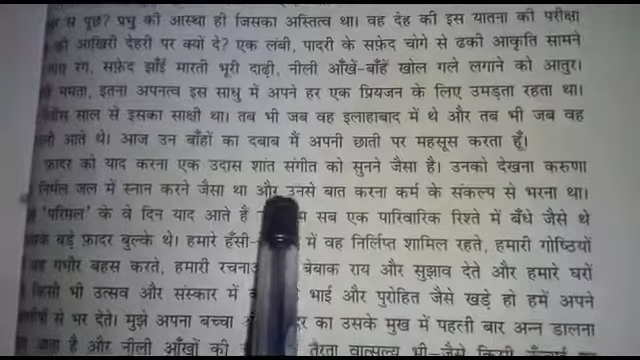 से पूछें? प्रभु की आस्था ही जिसका अस्तित्व था। वह देह की इस यातना की परीक्षा
की आखिरी देहरी पर क्यों दे? एक लंबी, पादरी के सफ़ेद चोगे से ढकी आकृति सामने
रंग, सफ़ेद झाँई मारती भूरी दाढ़ी, नीली आँखें-बाँहें खोल गले लगाने को आतुर।
ममता, इतना अपनत्व इस साधु में अपने हर एक प्रियजन के लिए उमड़ता रहता था।
साल से इसका साक्षी था। तब भी जब वह इलाहाबाद में थे और तब भी जब वह
आते थे। आज उन बाँहों का दबाब मैं अपनी छाती पर महसूस करता हूँ।
फ़ादर को याद करना एक उदास शांत संगीत को सुनने जैसा है। उनको देखना करुणा
निर्मल जल में स्नान करने जैसा था और उनसे बात करना कर्म के संकल्प से भरना था।
'परिमल' के वे दिन याद आते हैं सब एक पारिवारिक रिश्ते में बँधे जैसे थे
बड़े फ़ादर बुल्के थे। हमारे हँसी- में वह निर्लिप्त शामिल रहते, हमारी गोष्ठियों
गंभीर बहस करते, हमारी बेबाक राय और सुझाव देते और हमारे घरों
किसी भी उत्सव और संस्कार में भाई और पुरोहित जैसे खड़े हो हमें अपने
से भर देते। मुझे अपना बच्चा का उसके मुख में पहली बार अन्न डालना
आता है और नीली आँखों की तैरता वात्सल्य भी-जैसे किसी